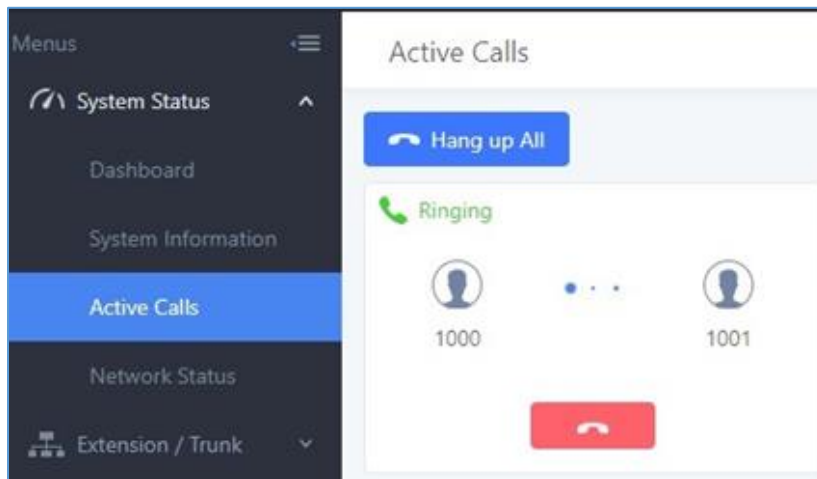 Menus
System Status
Dashboard
System Information
Active Calls
Network Status
Extension / Trunk
Active Calls
Hang up All
Ringing
1000 1001